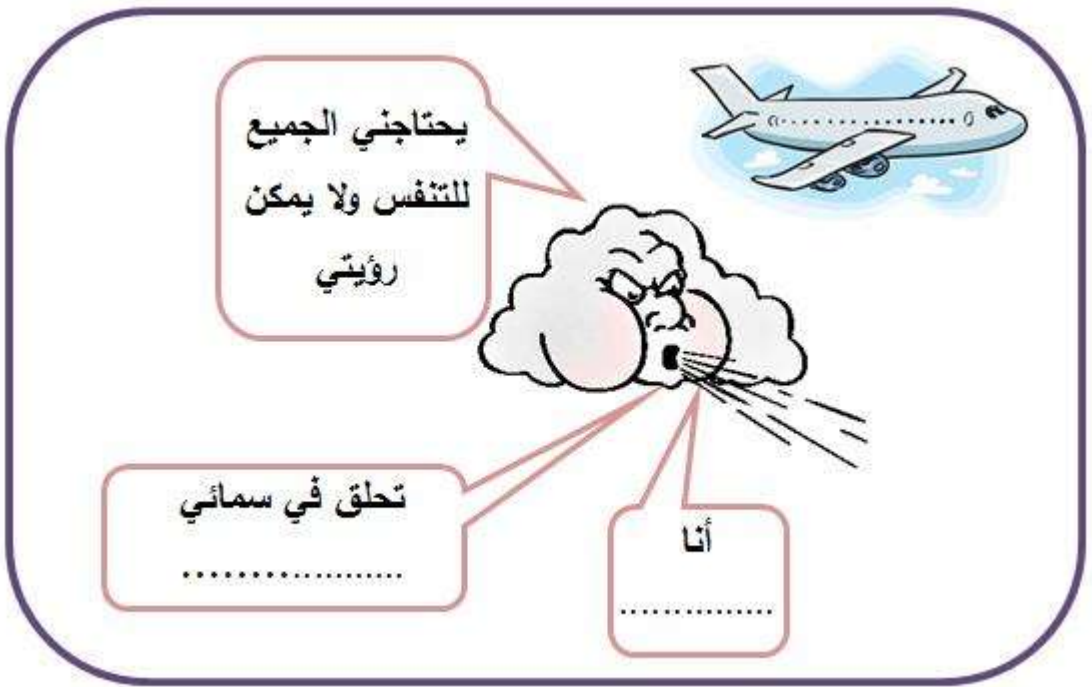 يحتاجني الجميع
للتنفس ولا يمكن
رؤيتي
تحلق في سمائي
....................
أنا
..............